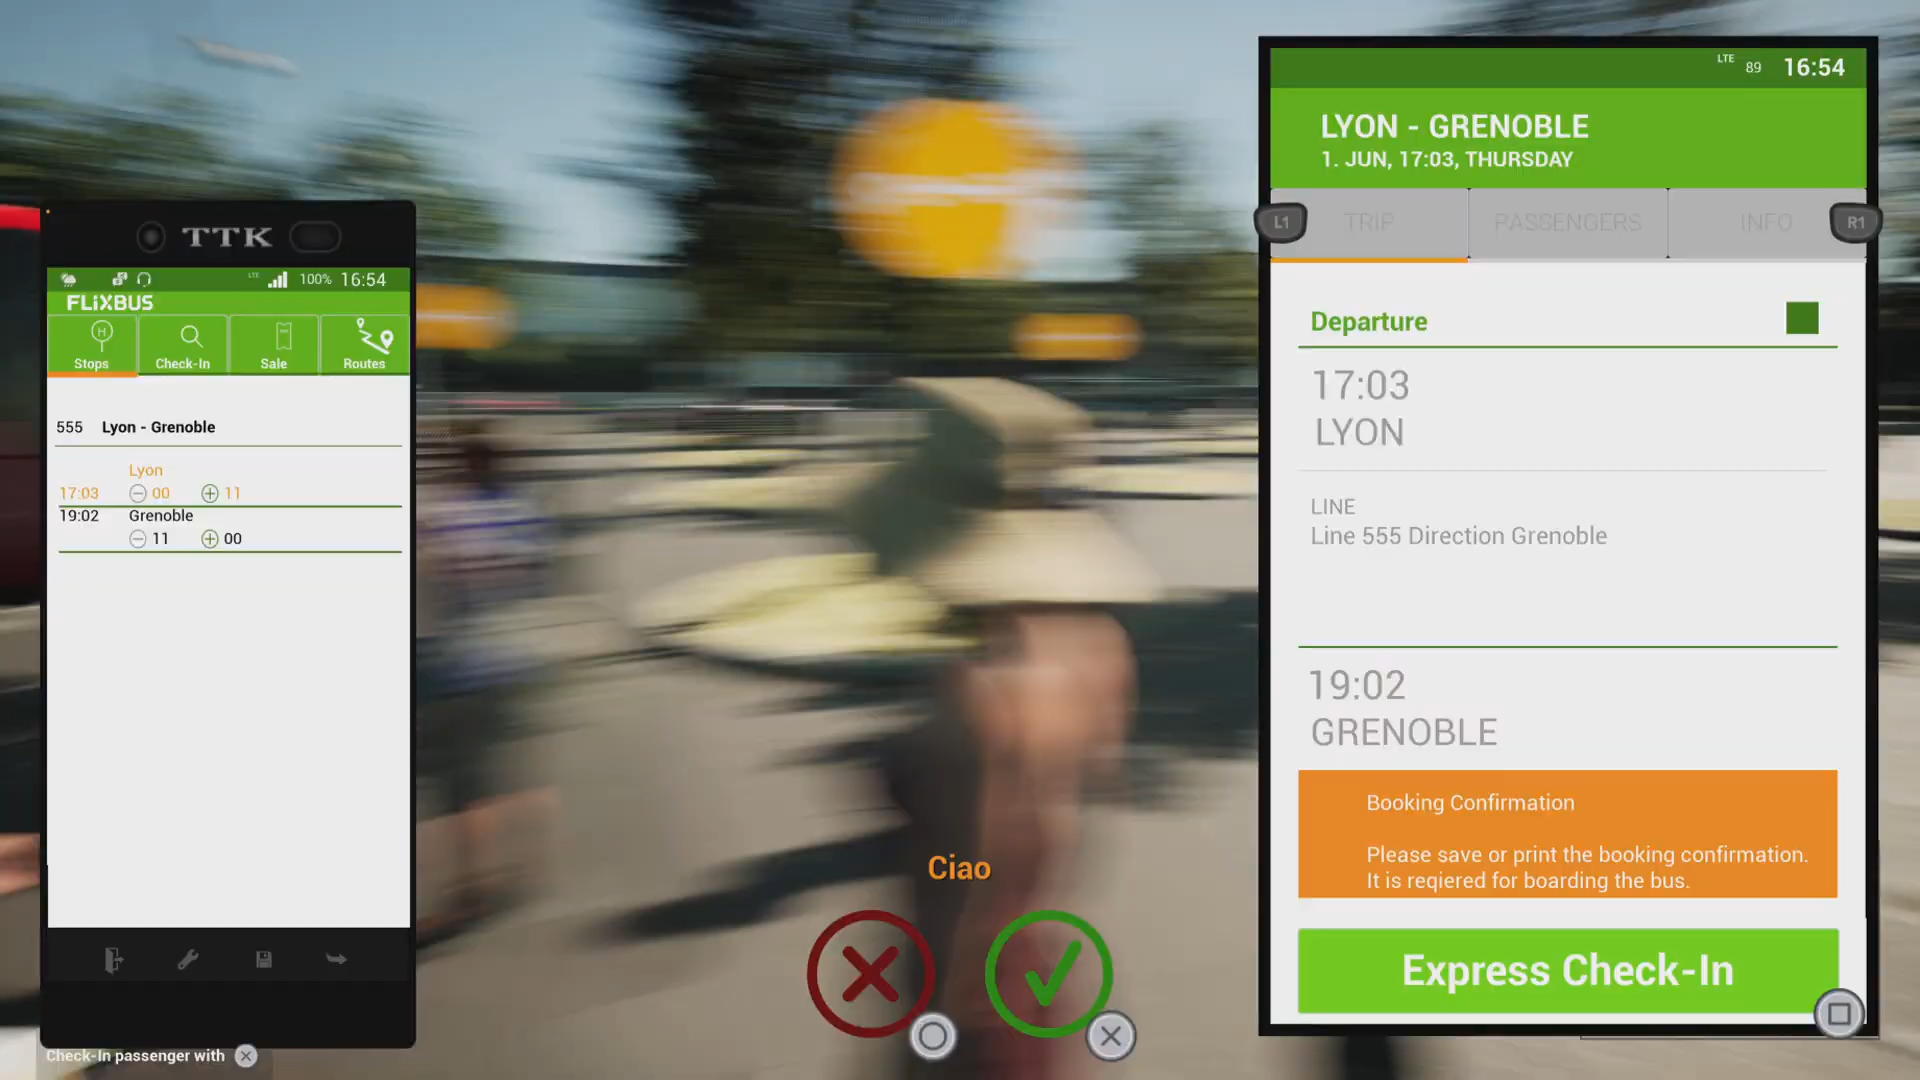 TTK
LTE 100% 16:54
FLiXBUS
Stops Check-In Sale Routes
555 Lyon - Grenoble
Lyon
17:03 00 11
19:02 Grenoble
11 00
Check-In passenger with
Ciao
LTE 89 16:54
LYON - GRENOBLE
1. JUN, 17:03, THURSDAY
L1 TRIP PASSENGERS INFO R1
Departure
17:03
LYON
LINE
Line 555 Direction Grenoble
19:02
GRENOBLE
Booking Confirmation
Please save or print the booking confirmation.
It is reqiered for boarding the bus.
Express Check-In